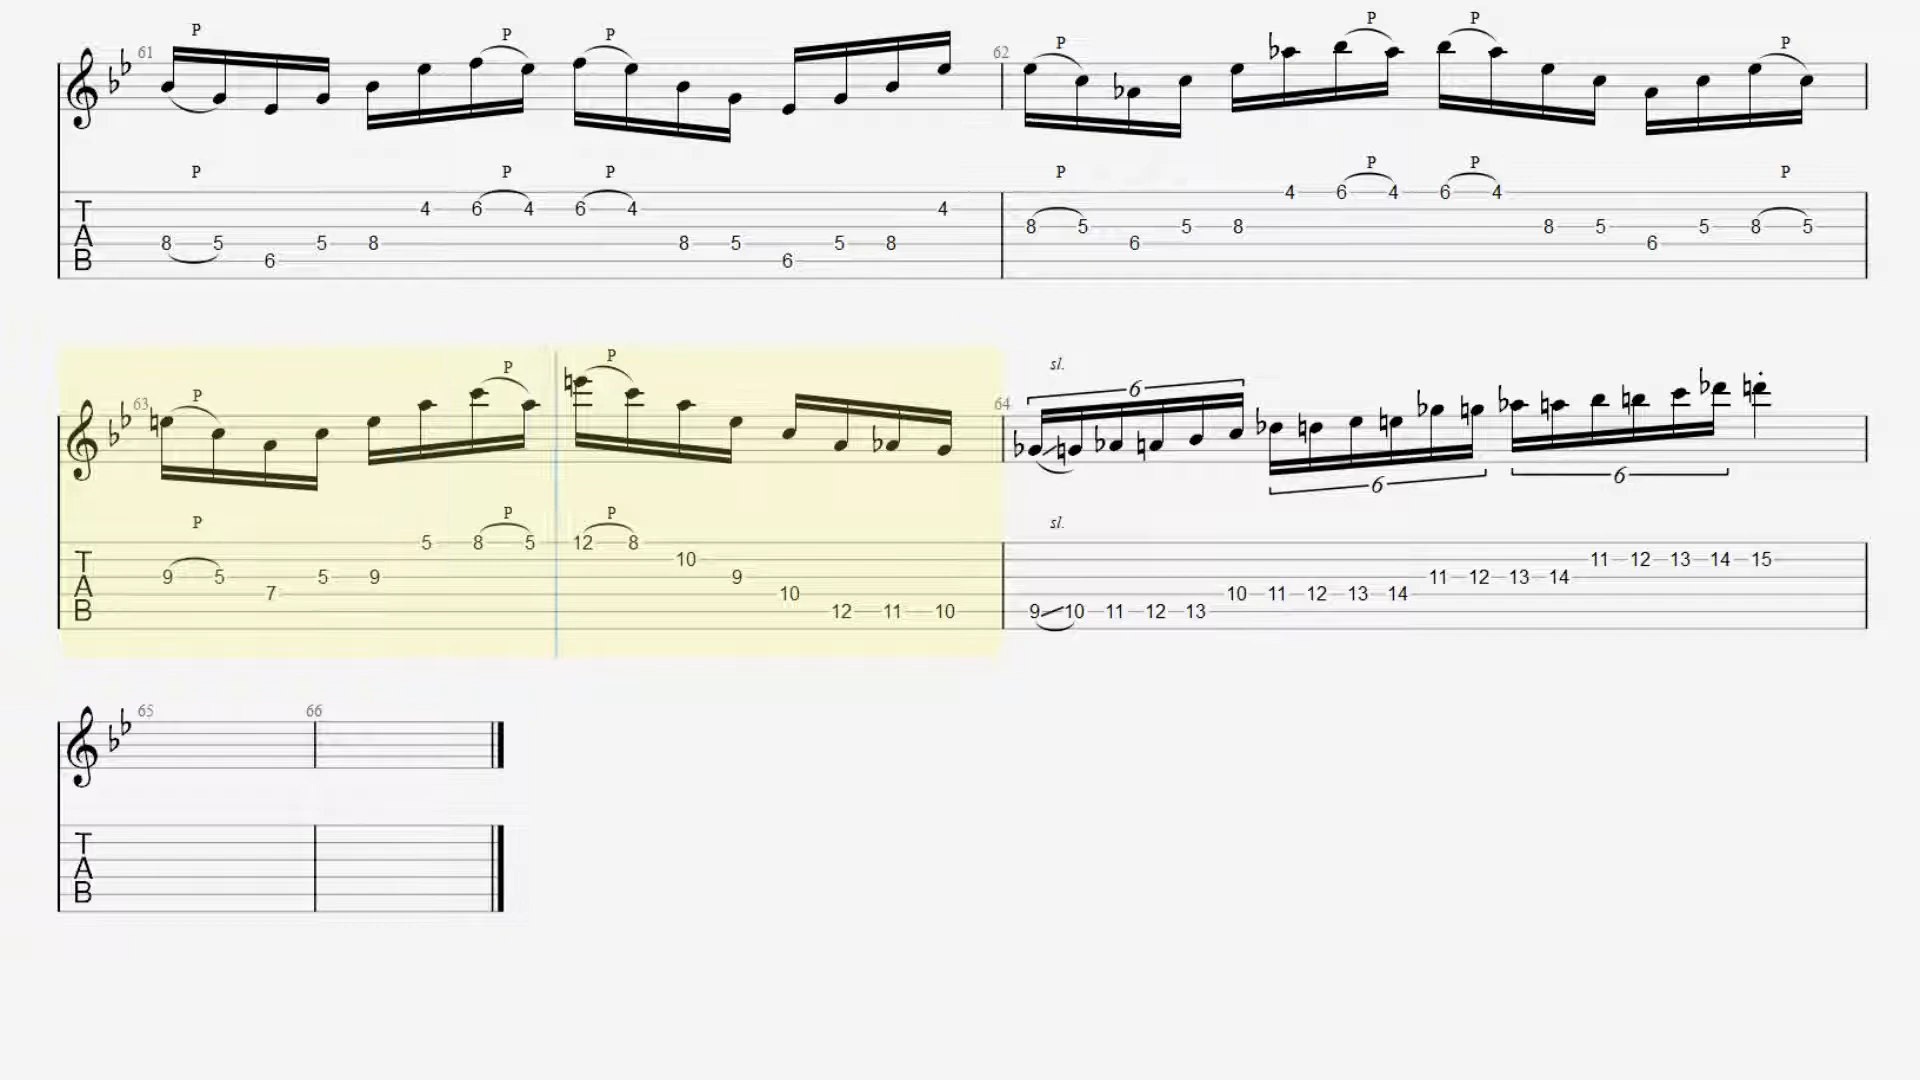 P P P P P P P
61 62
P P P P P P P
4 6 4 6 4
T 4 6 4 6 4 4
8 5 8 8 5 5 8 5
A 8 5 5 8 8 5 5 8 6 6
B 6 6
P P P sl.
63 64 6
6 6
P P P sl.
5 8 5 12 8
T 10 11 12 13 14 15
9 5 5 9 9 11 12 13 14
A 7 10 10 11 12 13 14
B 12 11 10 9 10 11 12 13
65 66
T
A
B